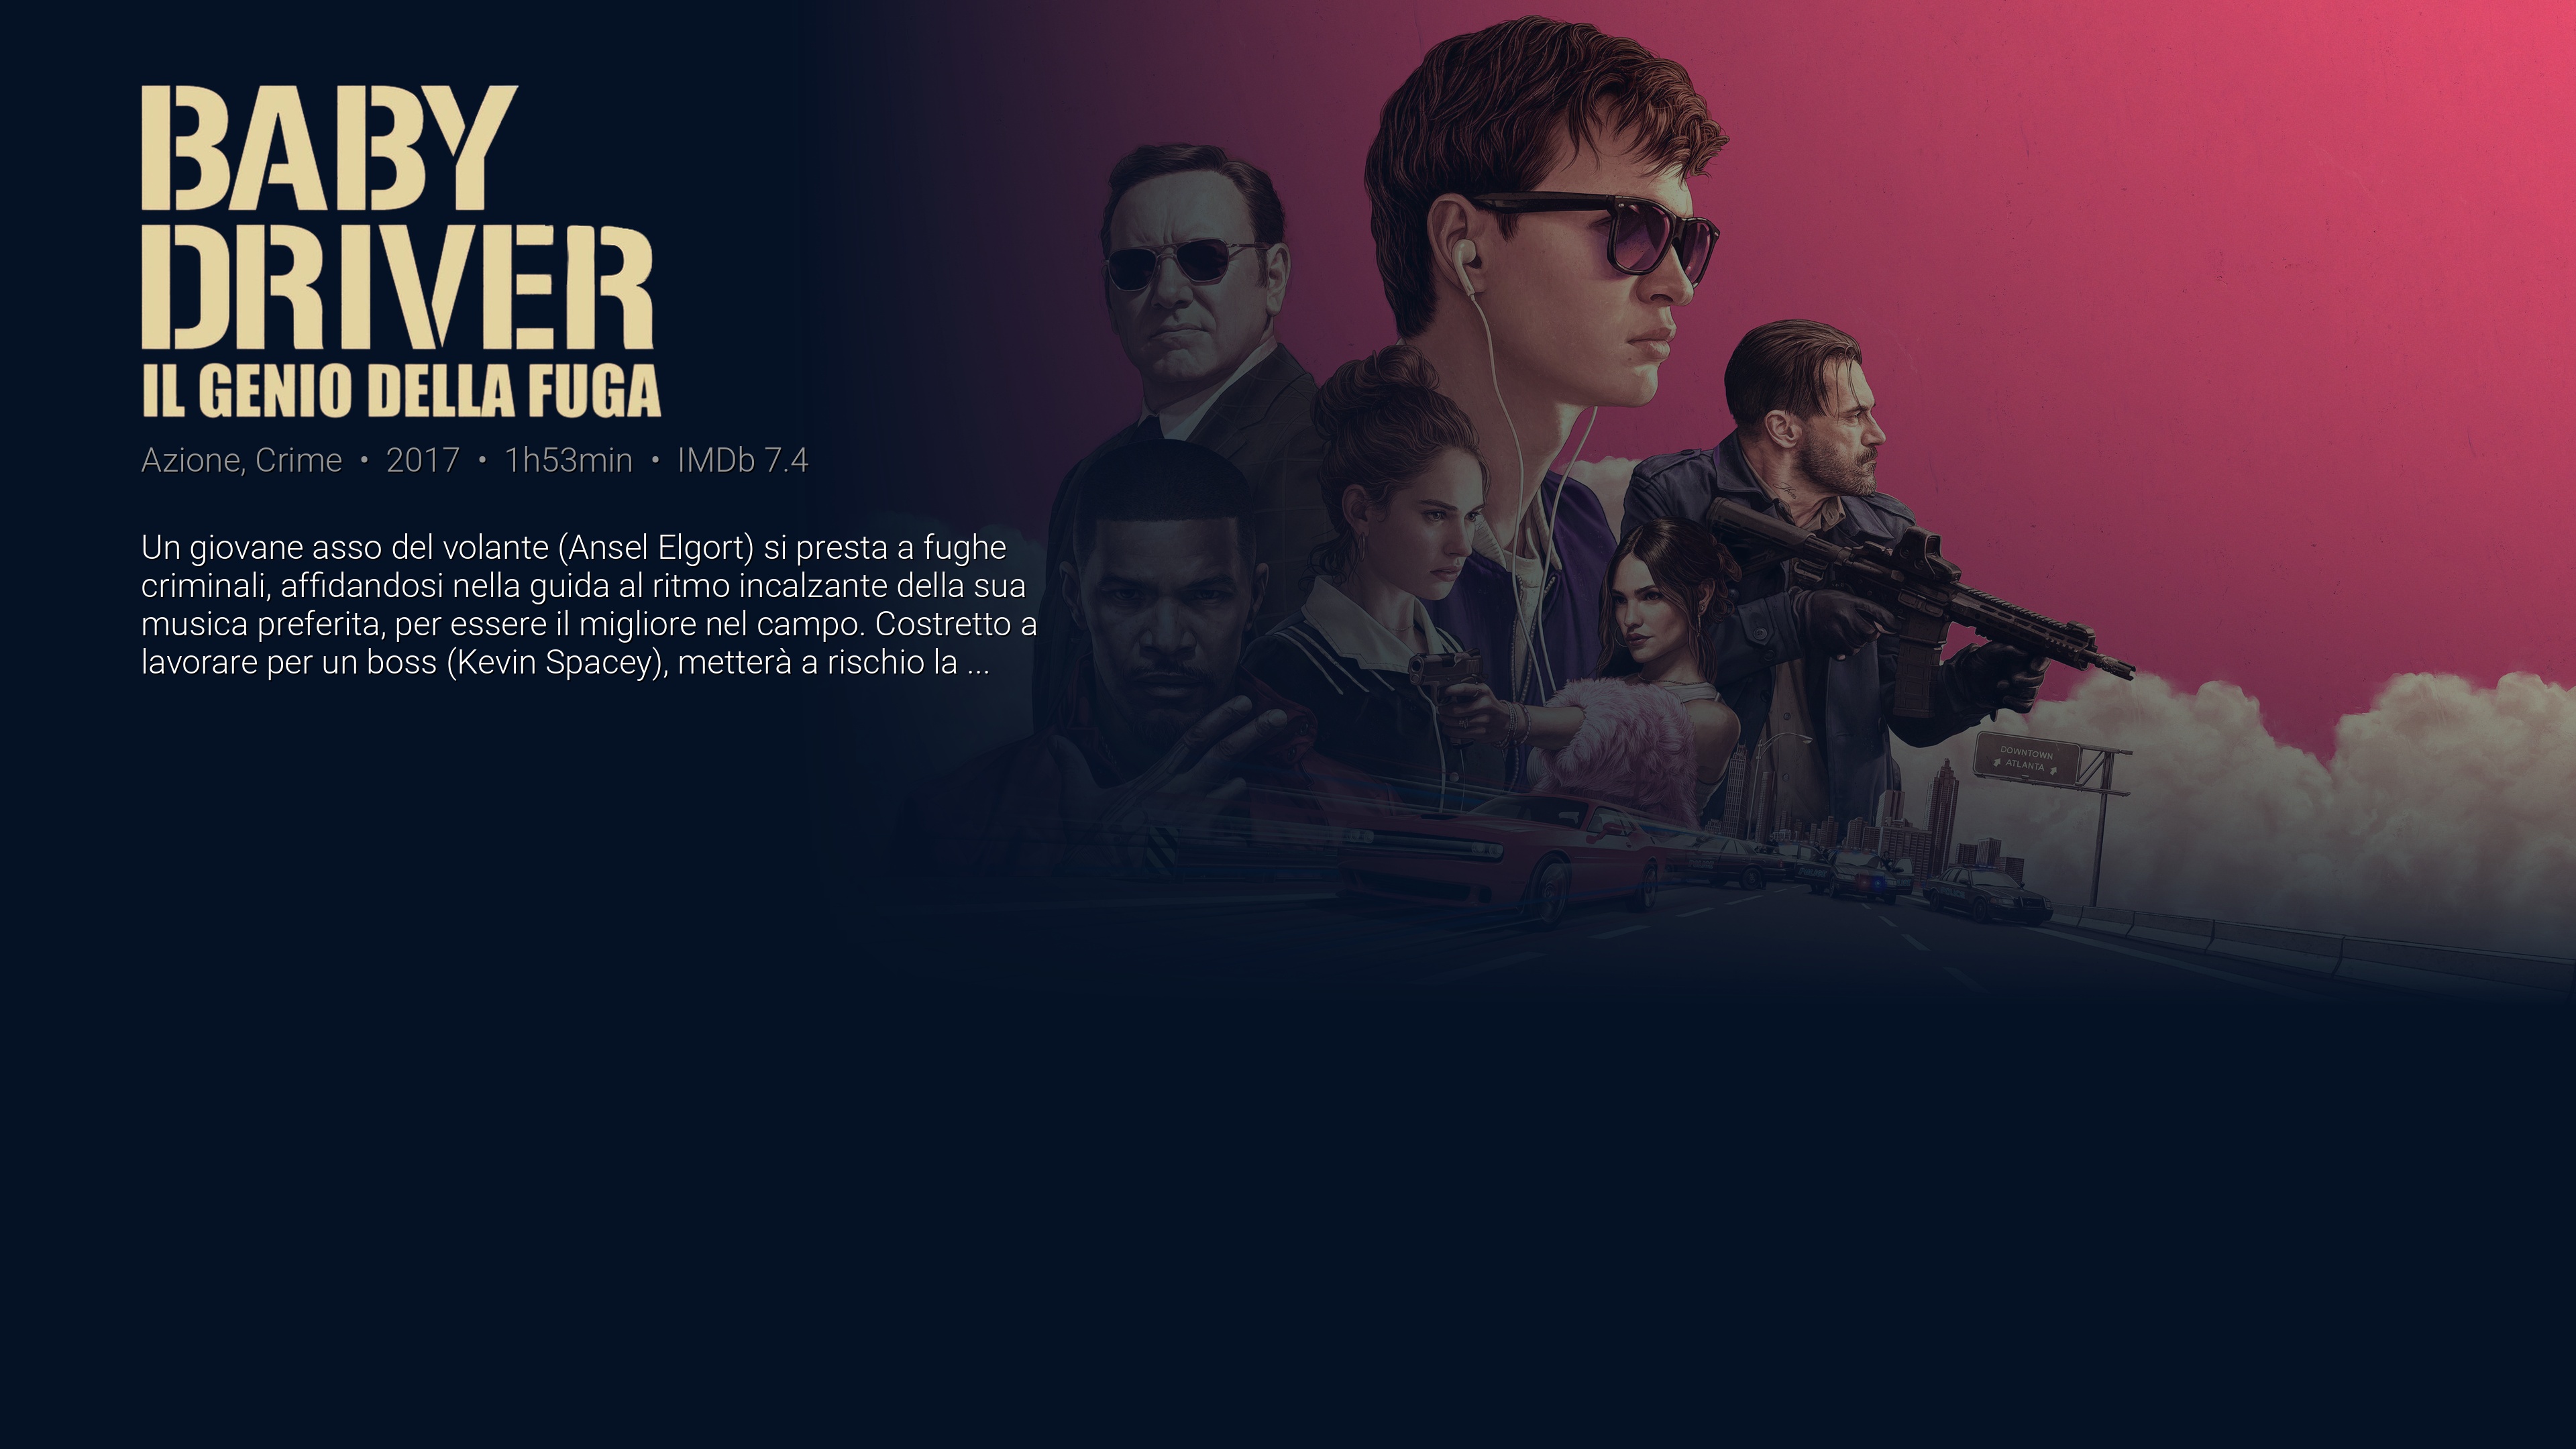 BABY
DRIVER
IL GENIO DELLA FUGA
Azione, Crime • 2017 • 1h53min • IMDb 7.4
Un giovane asso del volante (Ansel Elgort) si presta a fughe
criminali, affidandosi nella guida al ritmo incalzante della sua
musica preferita, per essere il migliore nel campo. Costretto a
lavorare per un boss (Kevin Spacey), metterà a rischio la ...
DOWNTOWN
ATLANTA